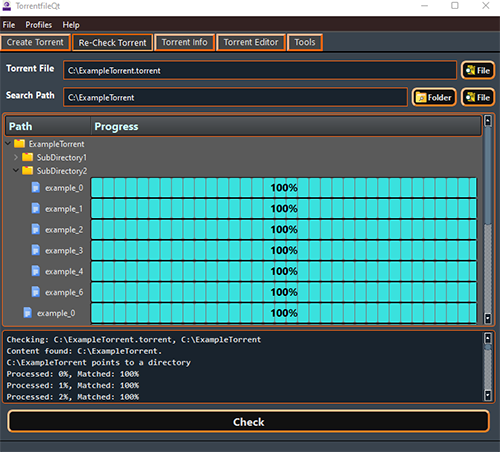 TorrentfileQt
File Profiles Help
Create Torrent Re-Check Torrent Torrent Info Torrent Editor Tools
Torrent File C:\ExampleTorrent.torrent File
Search Path C:\ExampleTorrent Folder File
Path Progress
ExampleTorrent
SubDirectory1
SubDirectory2
example_0 100%
example_1 100%
example_2 100%
example_3 100%
example_4 100%
example_6 100%
example_0 100%
Checking: C:\ExampleTorrent.torrent, C:\ExampleTorrent
Content found: C:\ExampleTorrent.
C:\ExampleTorrent points to a directory
Processed: 0%, Matched: 100%
Processed: 1%, Matched: 100%
Processed: 2%, Matched: 100%
Check